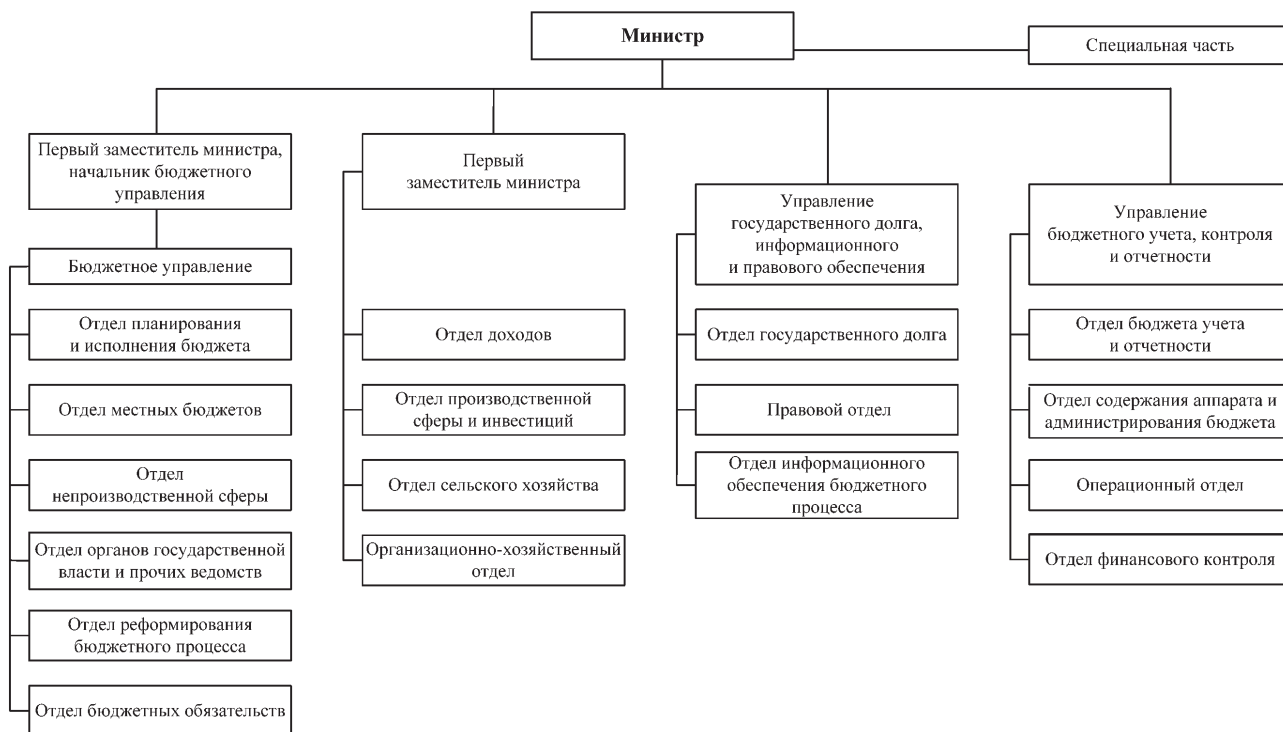 Министр
Специальная часть
Первый заместитель министра,
начальник бюджетного
управления
Бюджетное управление
Отдел планирования
и исполнения бюджета
Отдел местных бюджетов
Отдел
непроизводственной сферы
Отдел органов государственной
власти и прочих ведомств
Отдел реформирования
бюджетного процесса
Отдел бюджетных обязательств
Первый
заместитель министра
Отдел доходов
Отдел производственной
сферы и инвестиций
Отдел сельского хозяйства
Организационно-хозяйственный
отдел
Управление
государственного долга,
информационного
и правового обеспечения
Отдел государственного долга
Правовой отдел
Отдел информационного
обеспечения бюджетного
процесса
Управление
бюджетного учета, контроля
и отчетности
Отдел бюджета учета
и отчетности
Отдел содержания аппарата и
администрирования бюджета
Операционный отдел
Отдел финансового контроля